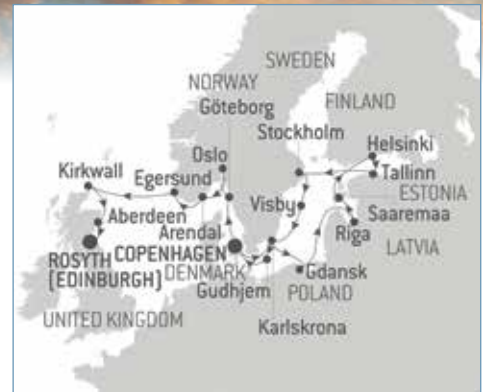 SWEDEN
NORWAY
FINLAND
Göteborg
Stockholm
Helsinki
Oslo
Kirkwall
Egersund
Tallinn
ESTONIA
Aberdeen
Visby
Saaremaa
Arendal
Riga
ROSYTH
(EDINBURGH)
COPENHAGEN
LATVIA
DENMARK
Gdansk
Gudhjem
POLAND
UNITED KINGDOM
Karlskrona